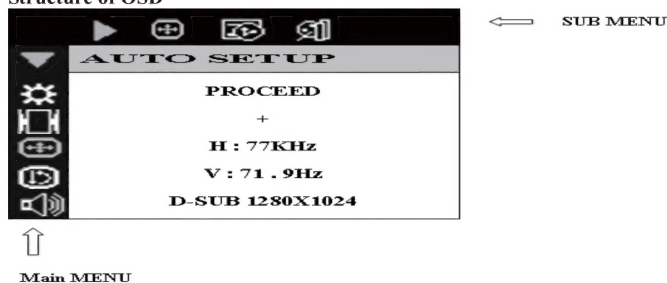 Structure of OSD
SUB MENU
AUTO SETUP
PROCEED
+
H : 77KHz
V : 71 . 9Hz
D-SUB 1280X1024
Main MENU